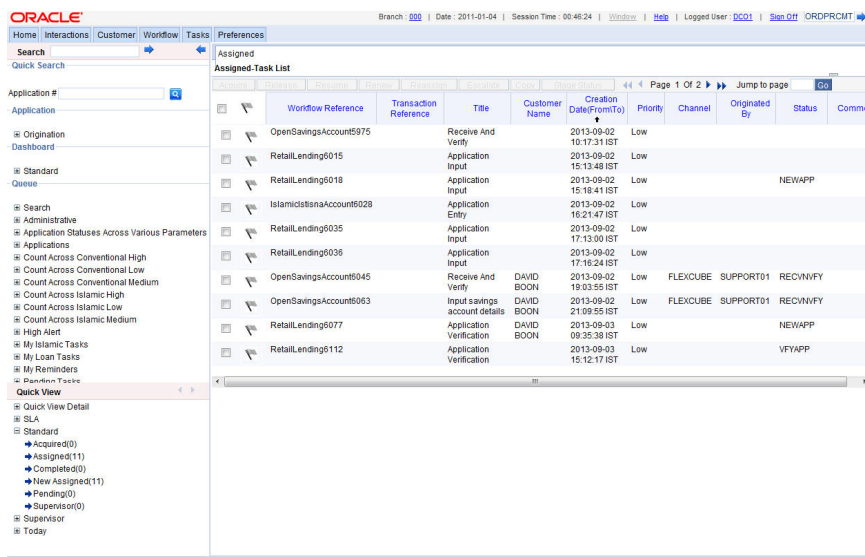 ORACLE
Branch : 000 | Date : 2011-01-04 | Session Time : 00:46:24 | Window | Help | Logged User : DCO1 | Sign Off ORDPRCMT
Home Interactions Customer Workflow Tasks Preferences
Search
Quick Search
Application #
Application
Origination
Dashboard
Standard
Queue
Search
Administrative
Application Statuses Across Various Parameters
Applications
Count Across Conventional High
Count Across Conventional Low
Count Across Conventional Medium
Count Across Islamic High
Count Across Islamic Low
Count Across Islamic Medium
High Alert
My Islamic Tasks
My Loan Tasks
My Reminders
Pending Tasks
Quick View
Quick View Detail
SLA
Standard
Acquired(0)
Assigned(11)
Completed(0)
New Assigned(11)
Pending(0)
Supervisor(0)
Supervisor
Today
Assigned
Assigned-Task List
Page 1 Of 2 Jump to page Go
Workflow Reference Transaction Reference Title Customer Name Creation Date(From\To) Priority Channel Originated By Status Comme
OpenSavingsAccount5975 Receive And Verify 2013-09-02 10:17:31 IST Low
RetailLending6015 Application Input 2013-09-02 15:13:48 IST Low
RetailLending6018 Application Input 2013-09-02 15:18:41 IST Low NEWAPP
IslamicIstisnaAccount6028 Application Entry 2013-09-02 16:21:47 IST Low
RetailLending6035 Application Input 2013-09-02 17:13:00 IST Low
RetailLending6036 Application Input 2013-09-02 17:16:24 IST Low
OpenSavingsAccount6045 Receive And Verify DAVID BOON 2013-09-02 19:03:55 IST Low FLEXCUBE SUPPORT01 RECVNVFY
OpenSavingsAccount6063 Input savings account details DAVID BOON 2013-09-02 21:09:55 IST Low FLEXCUBE SUPPORT01 RECVNVFY
RetailLending6077 Application Verification DAVID BOON 2013-09-03 09:35:38 IST Low NEWAPP
RetailLending6112 Application Verification 2013-09-03 15:12:17 IST Low VFYAPP